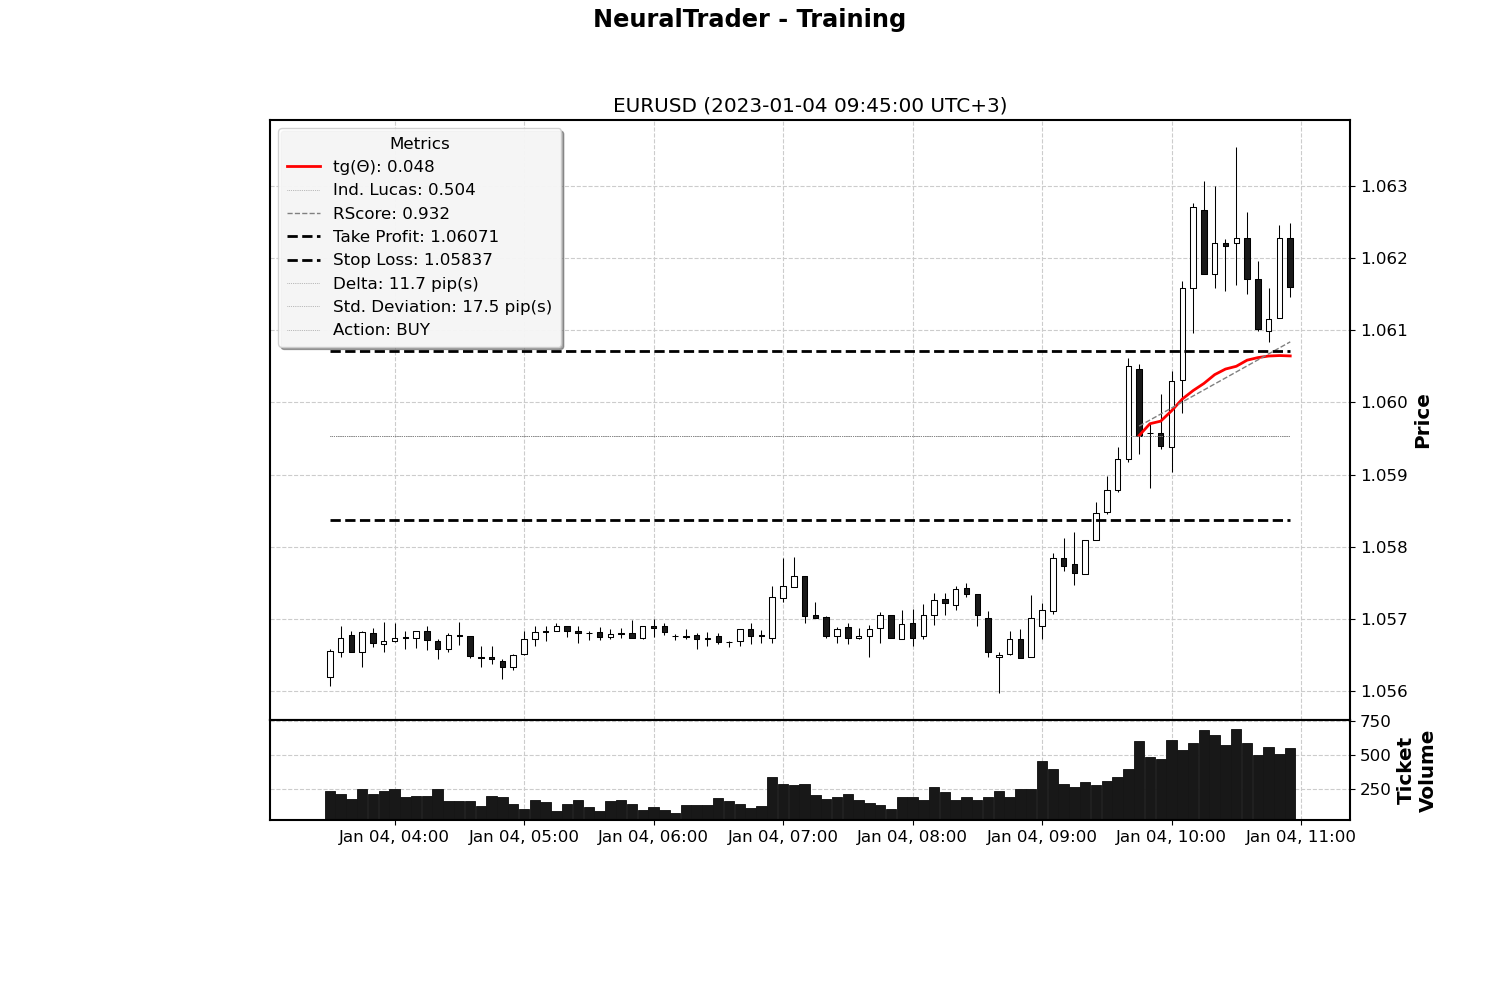 NeuralTrader - Training
EURUSD (2023-01-04 09:45:00 UTC+3)
Metrics
tg(Θ): 0.048
Ind. Lucas: 0.504
RScore: 0.932
Take Profit: 1.06071
Stop Loss: 1.05837
Delta: 11.7 pip(s)
Std. Deviation: 17.5 pip(s)
Action: BUY
1.063
1.062
1.061
1.060
1.059
1.058
1.057
1.056
Price
750
500
250
Ticket
Volume
Jan 04, 04:00
Jan 04, 05:00
Jan 04, 06:00
Jan 04, 07:00
Jan 04, 08:00
Jan 04, 09:00
Jan 04, 10:00
Jan 04, 11:00